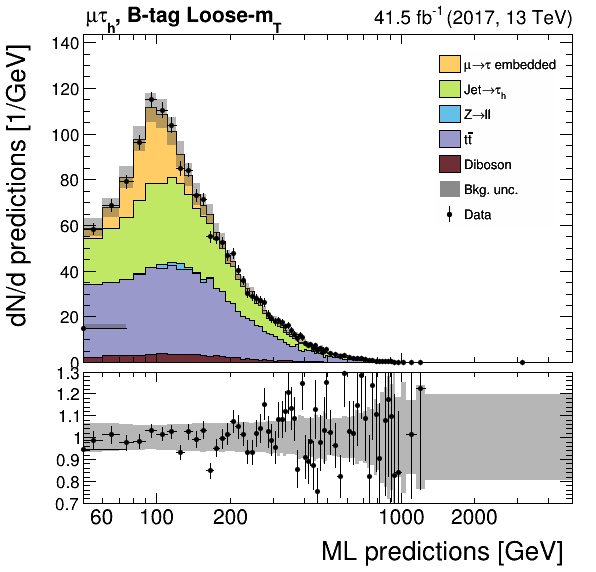 μτh, B-tag Loose-mT 41.5 fb-1 (2017, 13 TeV)
dN/d predictions [1/GeV]
140
120
100
80
60
40
20
0
μ→τ embedded
Jet→τh
Z→ll
tt̄
Diboson
Bkg. unc.
Data
1.3
1.2
1.1
1
0.9
0.8
0.7
60 100 200 1000 2000
ML predictions [GeV]